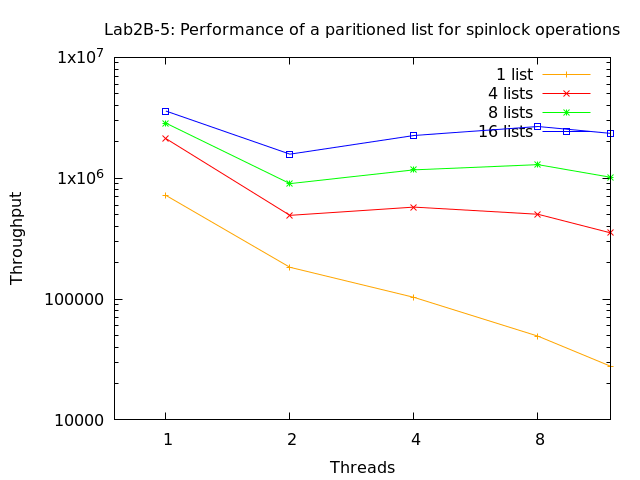 Lab2B-5: Performance of a paritioned list for spinlock operations
1x10^7
1 list
4 lists
8 lists
16 lists
1x10^6
Throughput
100000
10000
1 2 4 8
Threads